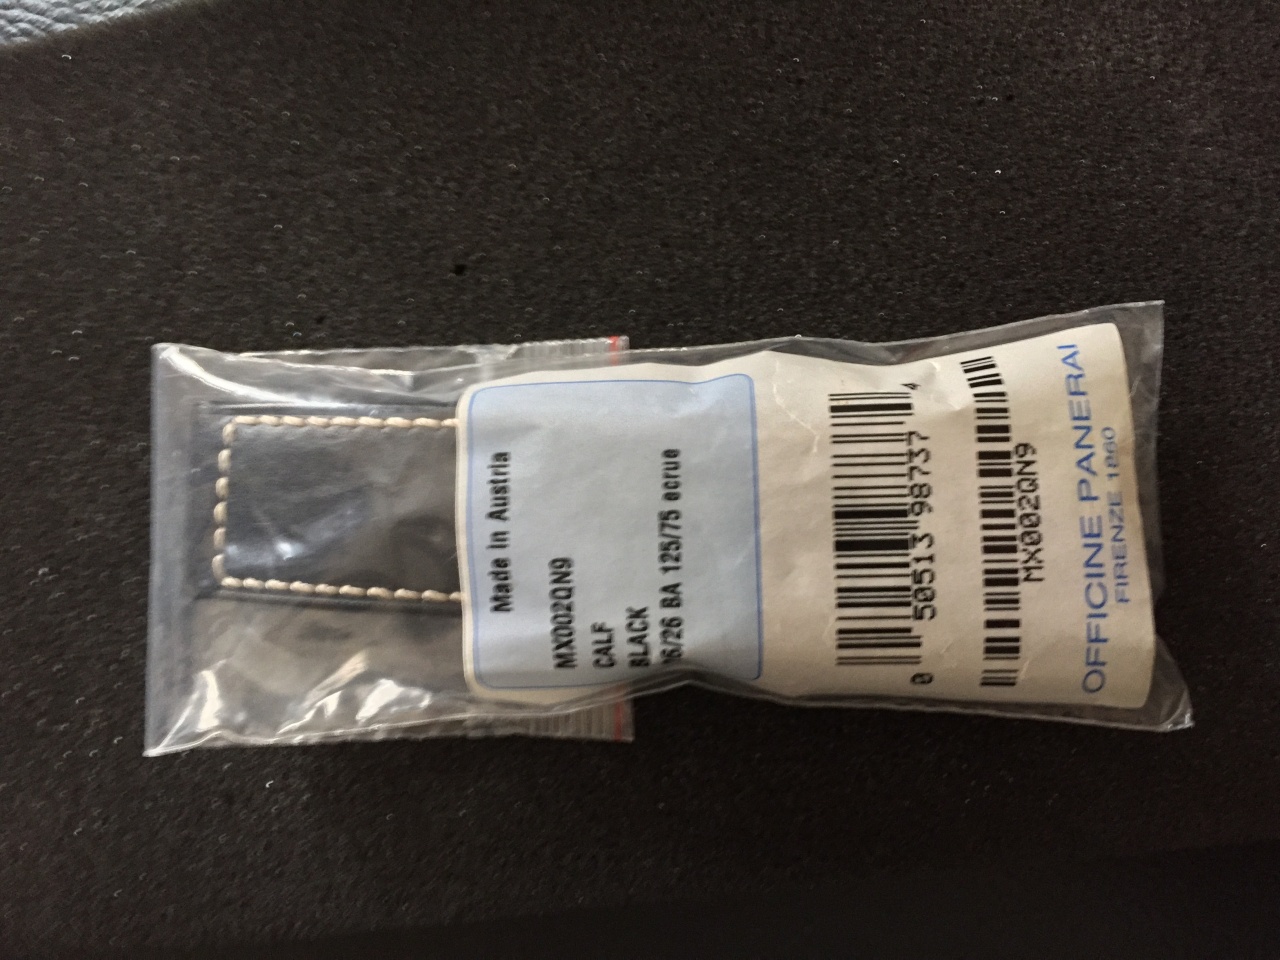 Made in Austria
MX002QN9
CALF
BLACK
26/26 BA 125/75 ecrue
0 50513 98737 4
MX002QN9
OFFICINE PANERAI
FIRENZE 1860